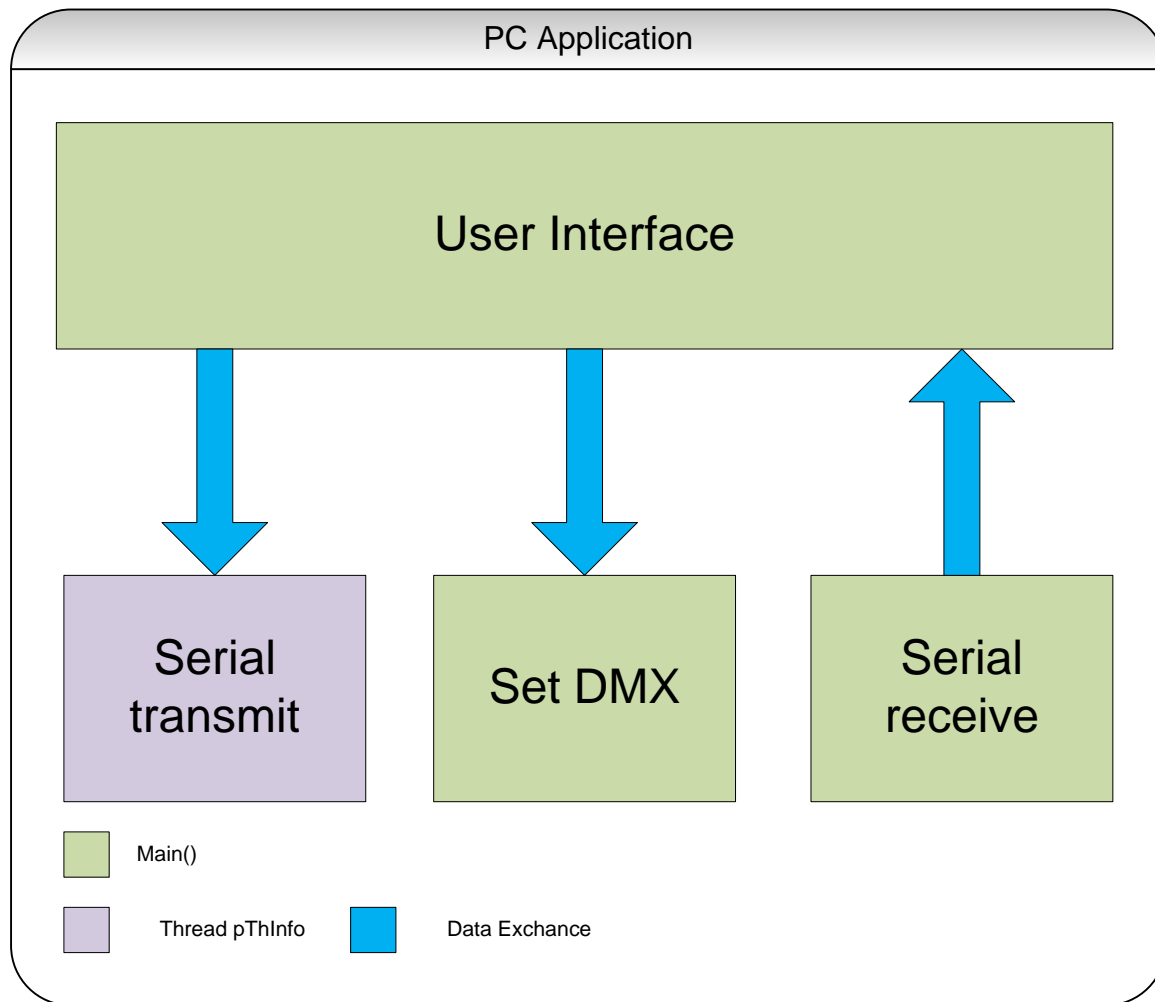 PC Application
User Interface
Serial
transmit
Set DMX
Serial
receive
Main()
Thread pThInfo
Data Exchance